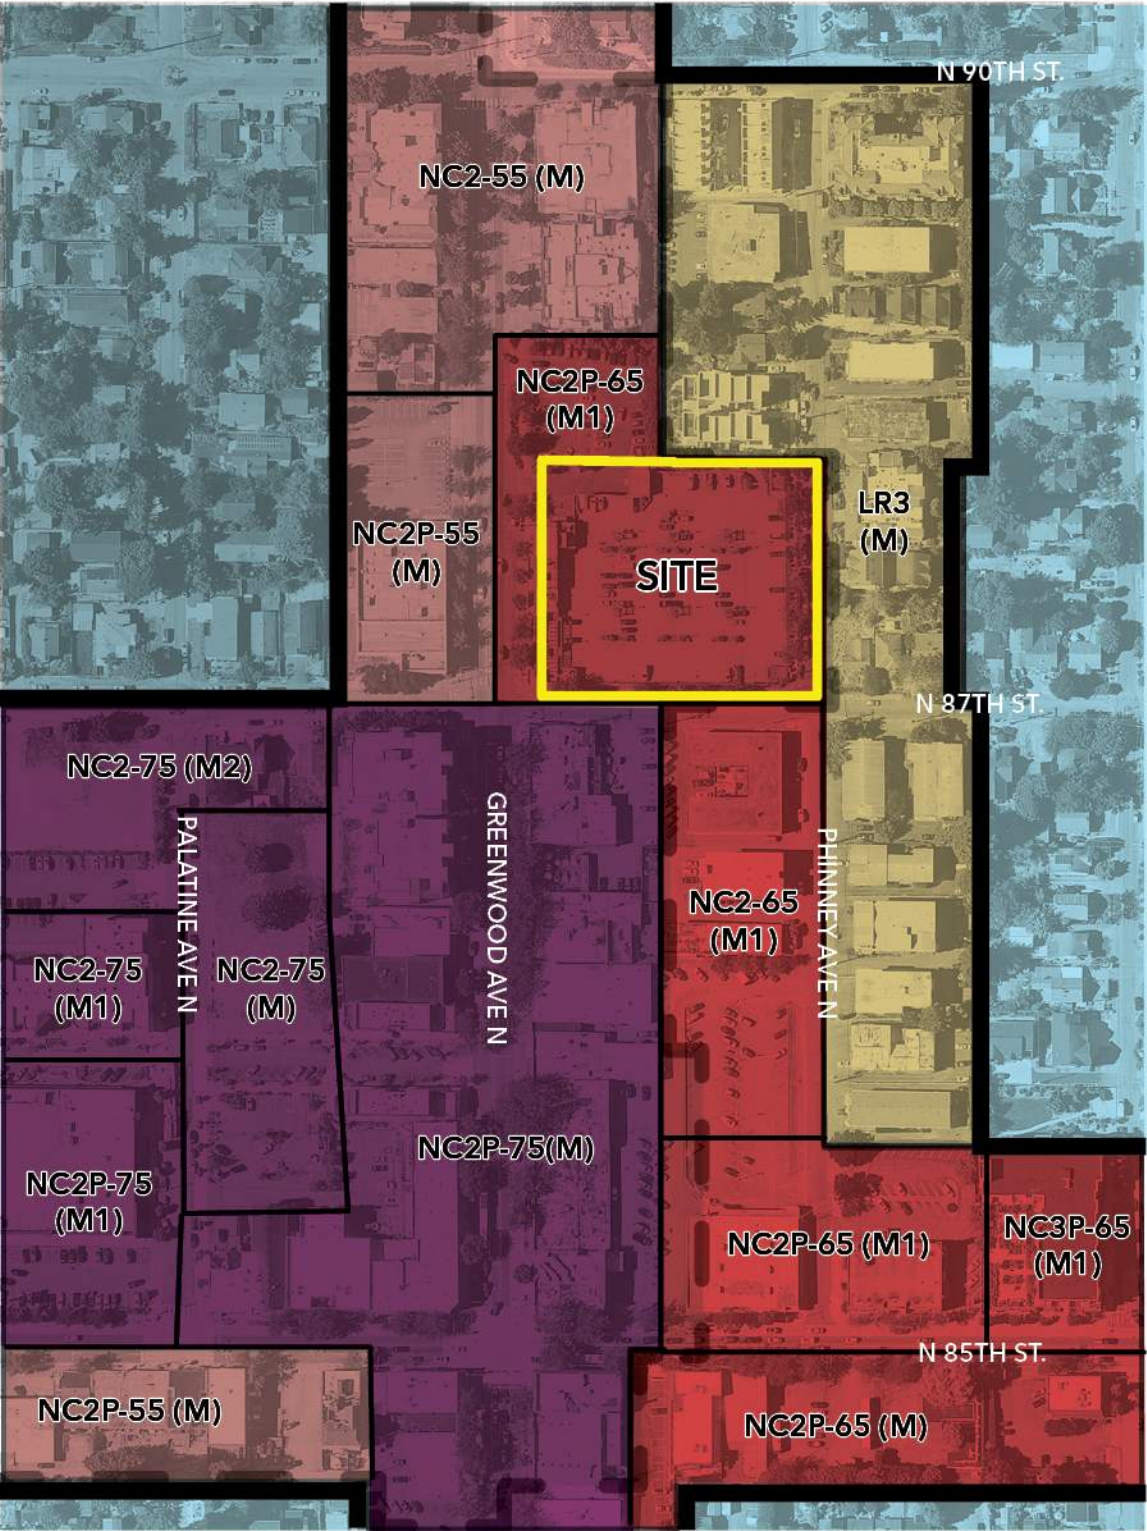 N 90TH ST.
NC2-55 (M)
NC2P-65
(M1)
NC2P-55
(M)
SITE
LR3
(M)
N 87TH ST.
NC2-75 (M2)
PALATINE AVE N
GREENWOOD AVE N
PHINNEY AVE N
NC2-65
(M1)
NC2-75
(M1)
NC2-75
(M)
NC2P-75(M)
NC2P-75
(M1)
NC2P-65 (M1)
NC3P-65
(M1)
N 85TH ST.
NC2P-55 (M)
NC2P-65 (M)